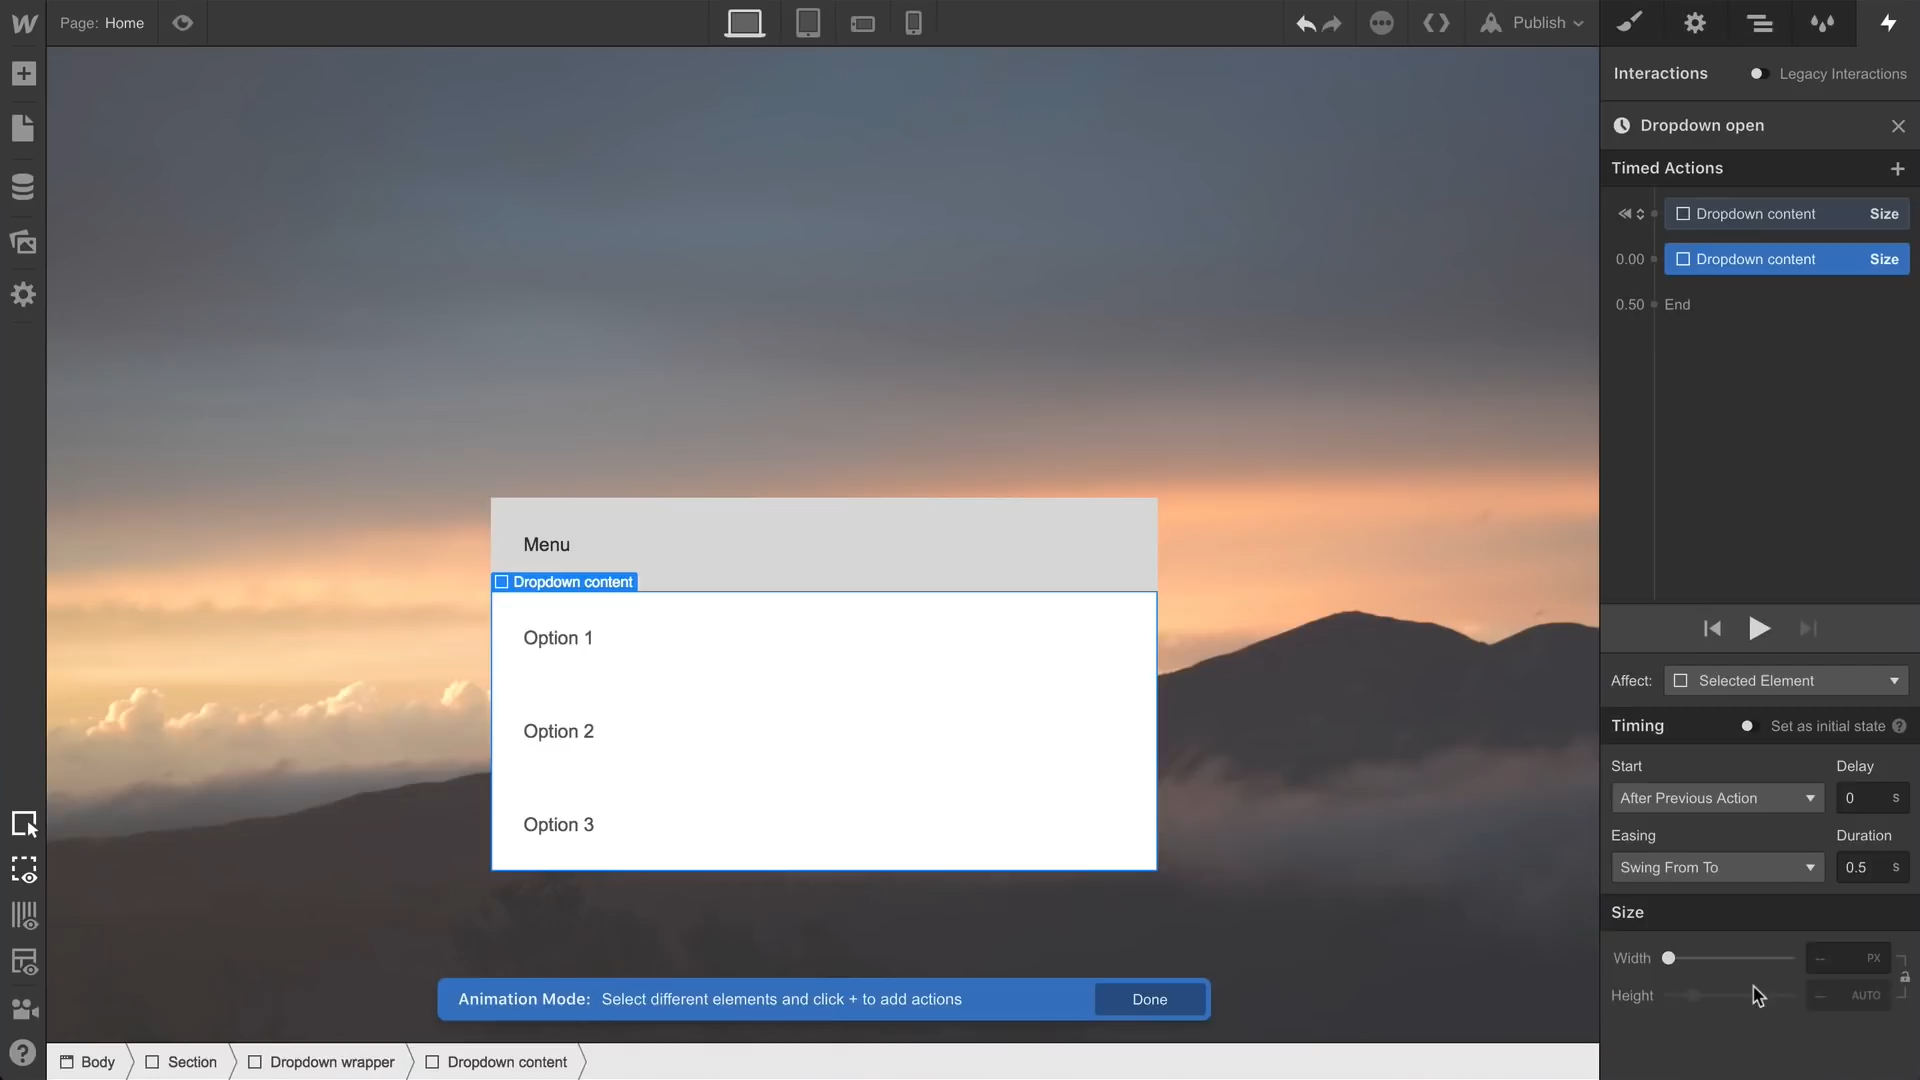 Page: Home
Publish
Interactions
Legacy Interactions
Dropdown open
Timed Actions
Dropdown content Size
0.00 Dropdown content Size
0.50 End
Menu
Dropdown content
Option 1
Option 2
Option 3
Affect: Selected Element
Timing Set as initial state ?
Start Delay
After Previous Action 0 S
Easing Duration
Swing From To 0.5 S
Size
Width -- PX
Height — AUTO
Animation Mode: Select different elements and click + to add actions Done
Body Section Dropdown wrapper Dropdown content